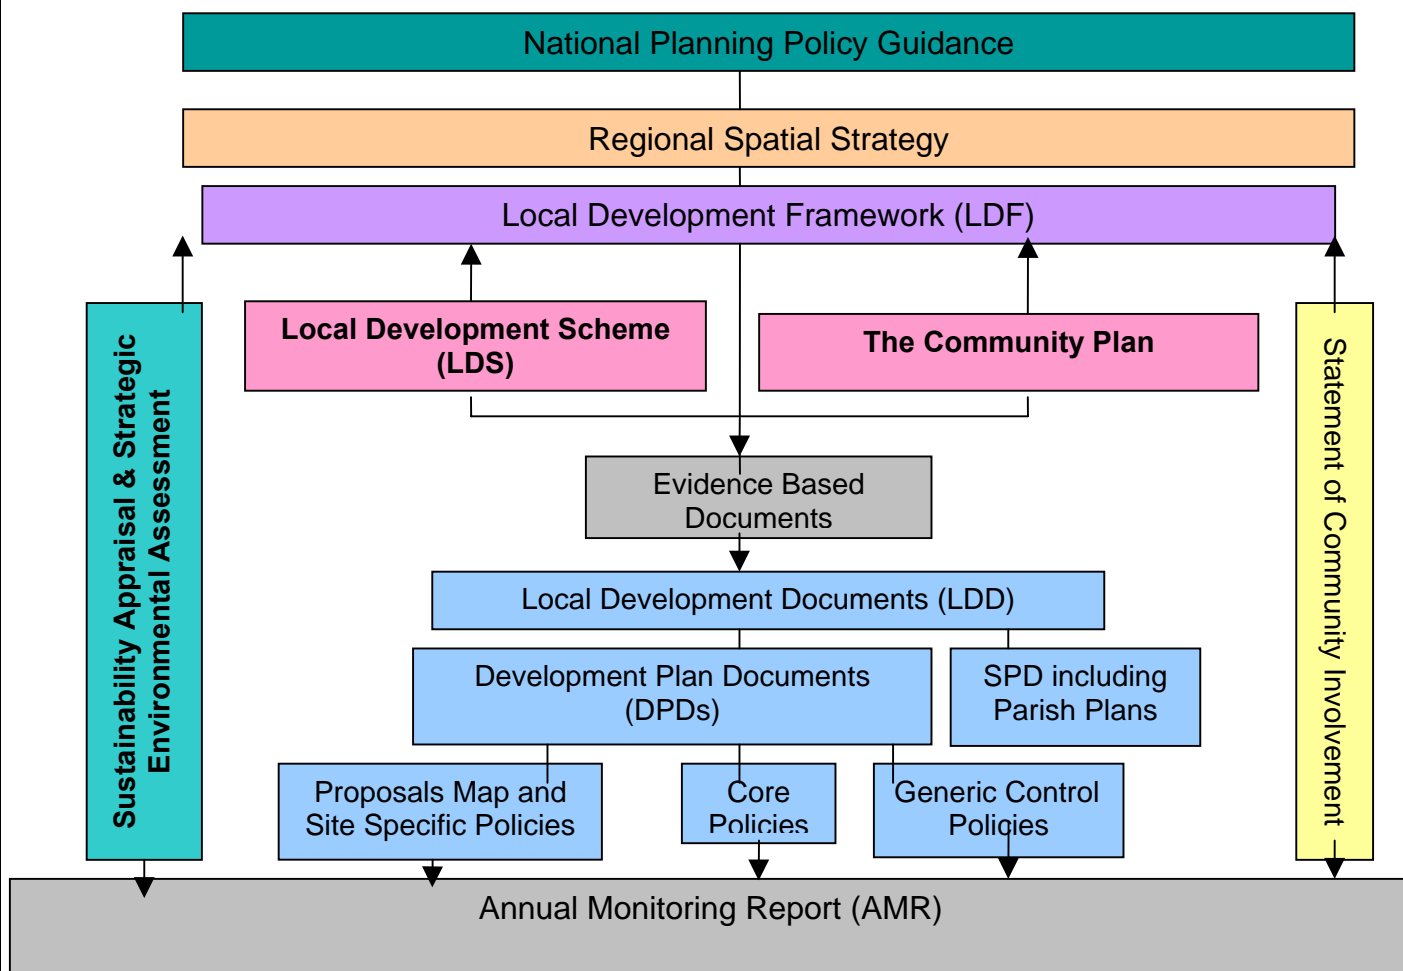 National Planning Policy Guidance
Regional Spatial Strategy
Local Development Framework (LDF)
Local Development Scheme
(LDS)
The Community Plan
Sustainability Appraisal & Strategic
Environmental Assessment
Statement of Community Involvement
Evidence Based
Documents
Local Development Documents (LDD)
Development Plan Documents
(DPDs)
SPD including
Parish Plans
Proposals Map and
Site Specific Policies
Core
Policies
Generic Control
Policies
Annual Monitoring Report (AMR)